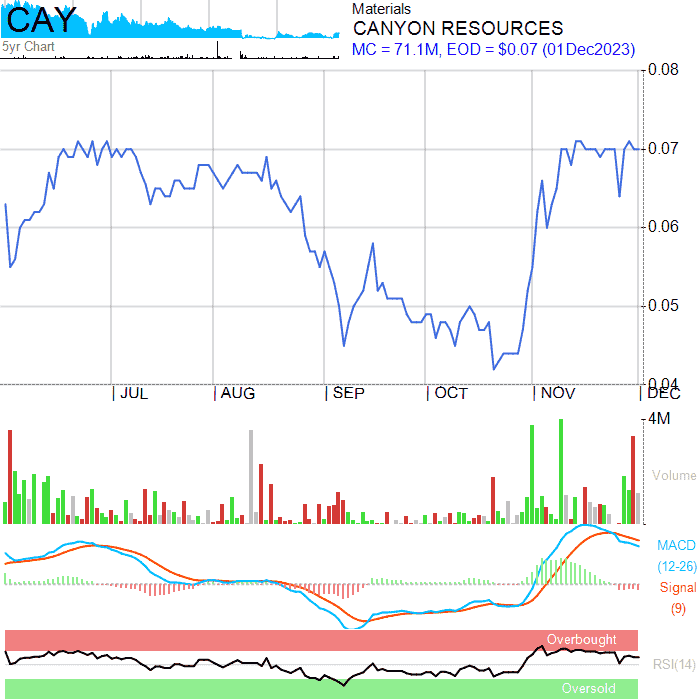 CAY
5yr Chart
Materials
CANYON RESOURCES
MC = 71.1M, EOD = $0.07 (01Dec2023)
0.08
0.07
0.06
0.05
0.04
JUL AUG SEP OCT NOV DEC
4M
Volume
MACD
(12-26)
Signal
(9)
Overbought
RSI(14)
Oversold